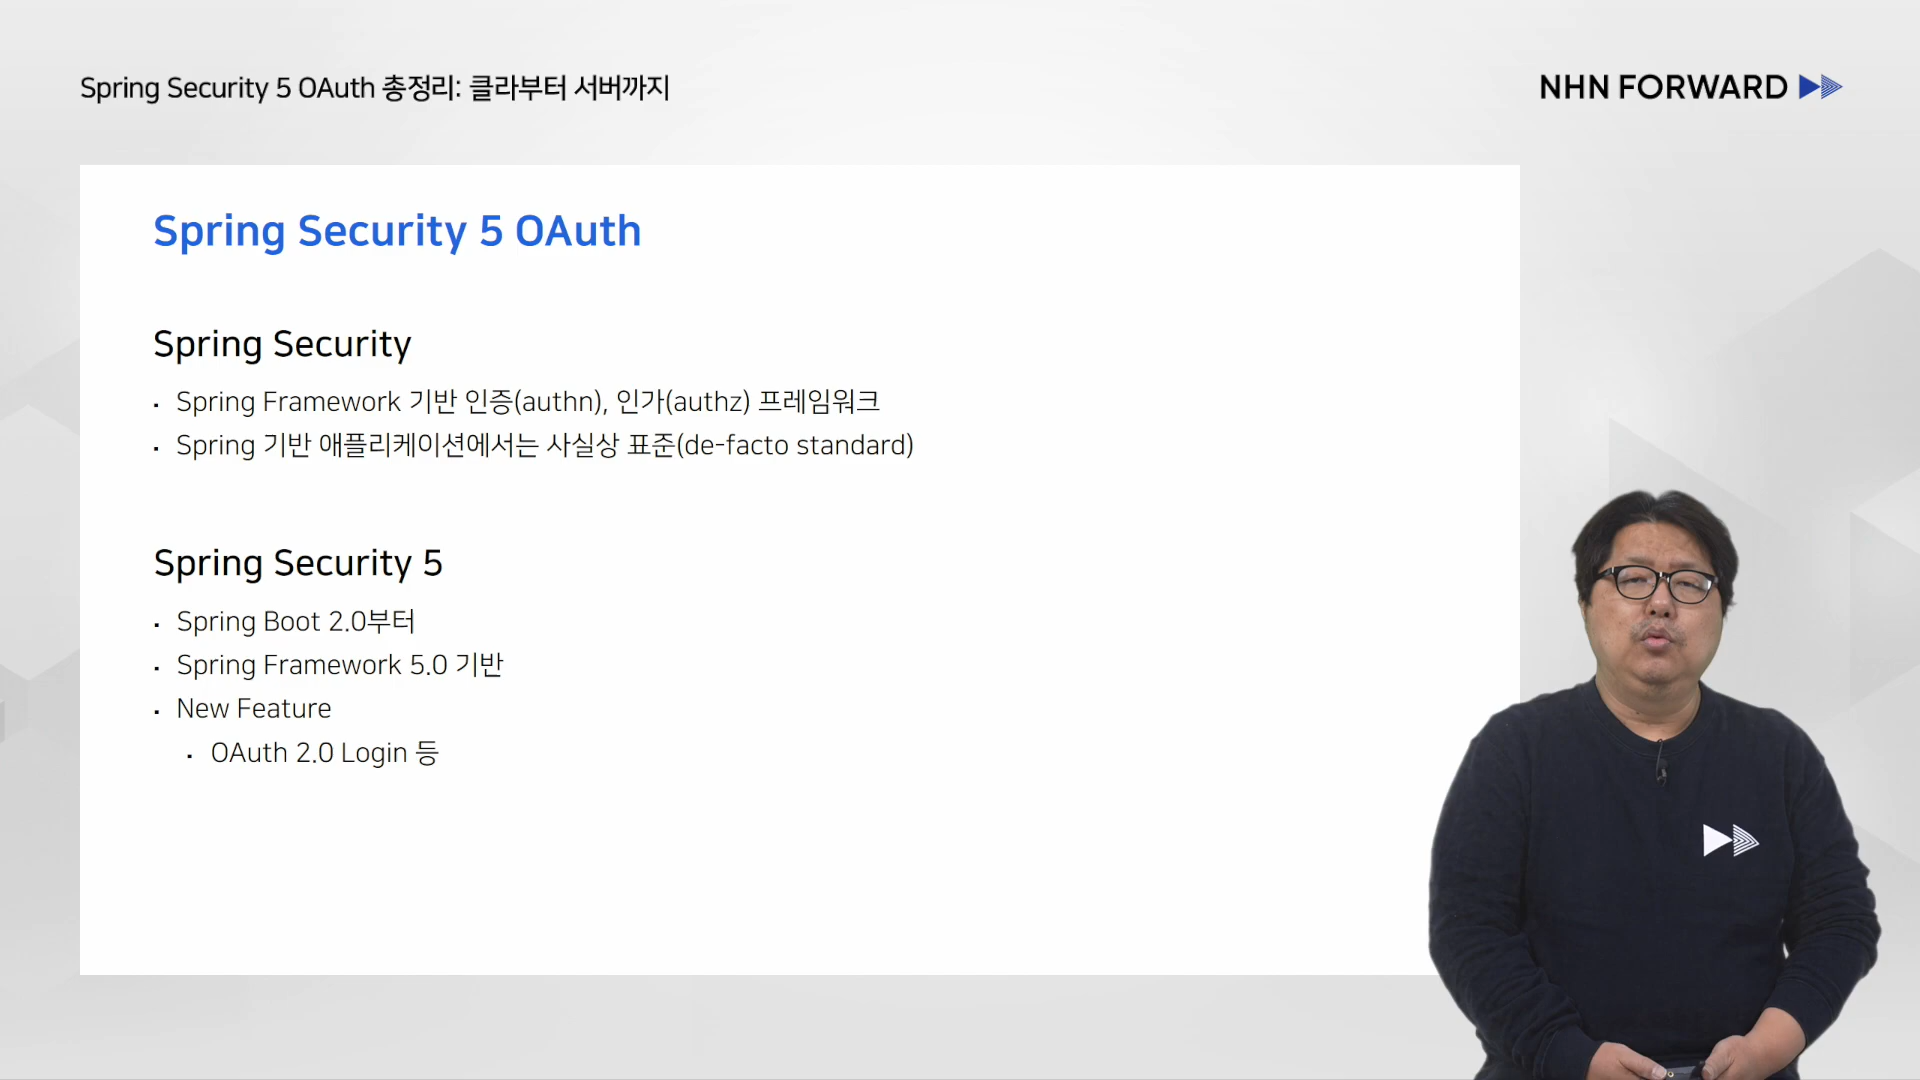 Spring Security 5 OAuth 총정리: 클라부터 서버까지
NHN FORWARD
Spring Security 5 OAuth
Spring Security
· Spring Framework 기반 인증(authn), 인가(authz) 프레임워크
· Spring 기반 애플리케이션에서는 사실상 표준(de-facto standard)
Spring Security 5
· Spring Boot 2.0부터
· Spring Framework 5.0 기반
· New Feature
· OAuth 2.0 Login 등